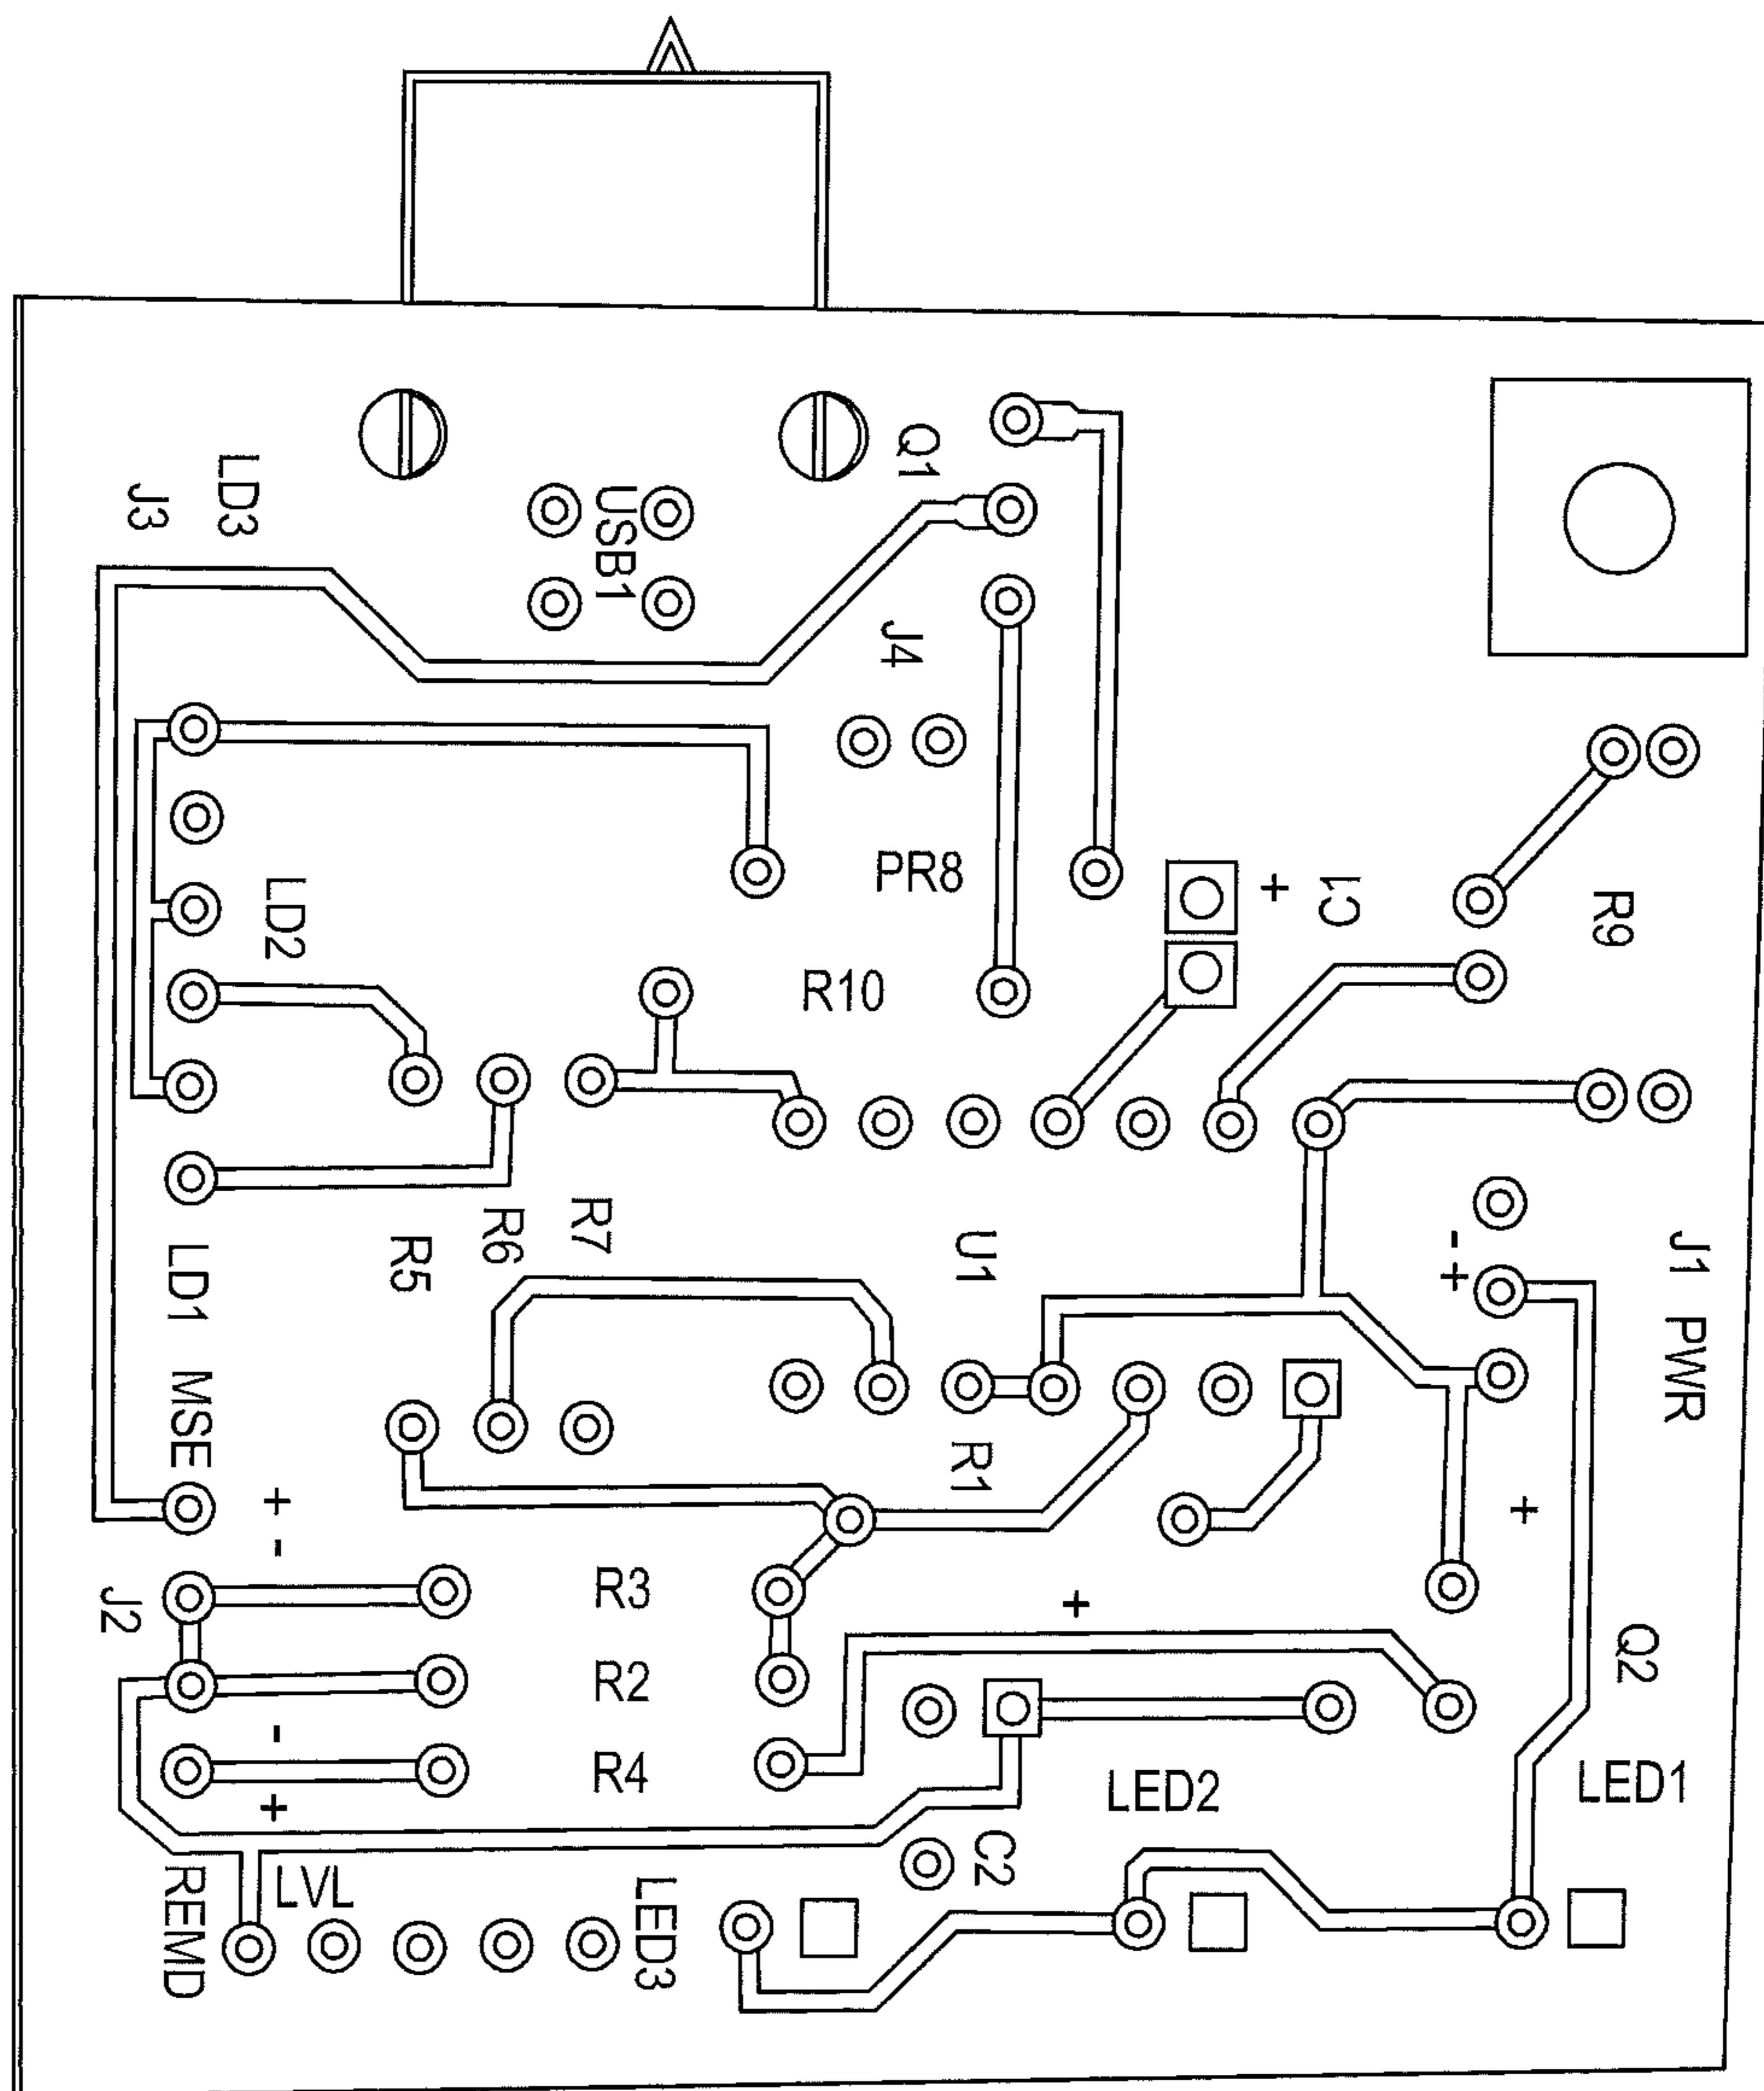 Q1
LD3
J3
USB1
J4
PR8
+
C1
R9
LD2
R10
R7
R6
R5
U1
-
+
J1 PWR
LD1 MSE
R1
+
-
+
J2
R3
+
R2
Q2
-
R4
LED2
LED1
+
C2
REMD
LVL
LED3